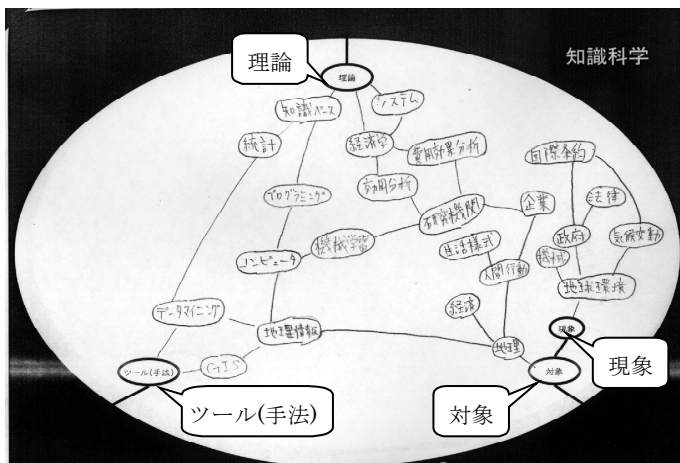 知識科学
理論
理論
知識ベース
システム
統計
経済学
費用効果分析
国際条約
効用分析
法律
プログラミング
研究機関
企業
政府
気候変動
機械学習
生活様式
コンピュータ
人間行動
地球環境
経済
データマイニング
地理情報
現象
地理
現象
GIS
ツール(手法)
対象
ツール(手法)
対象